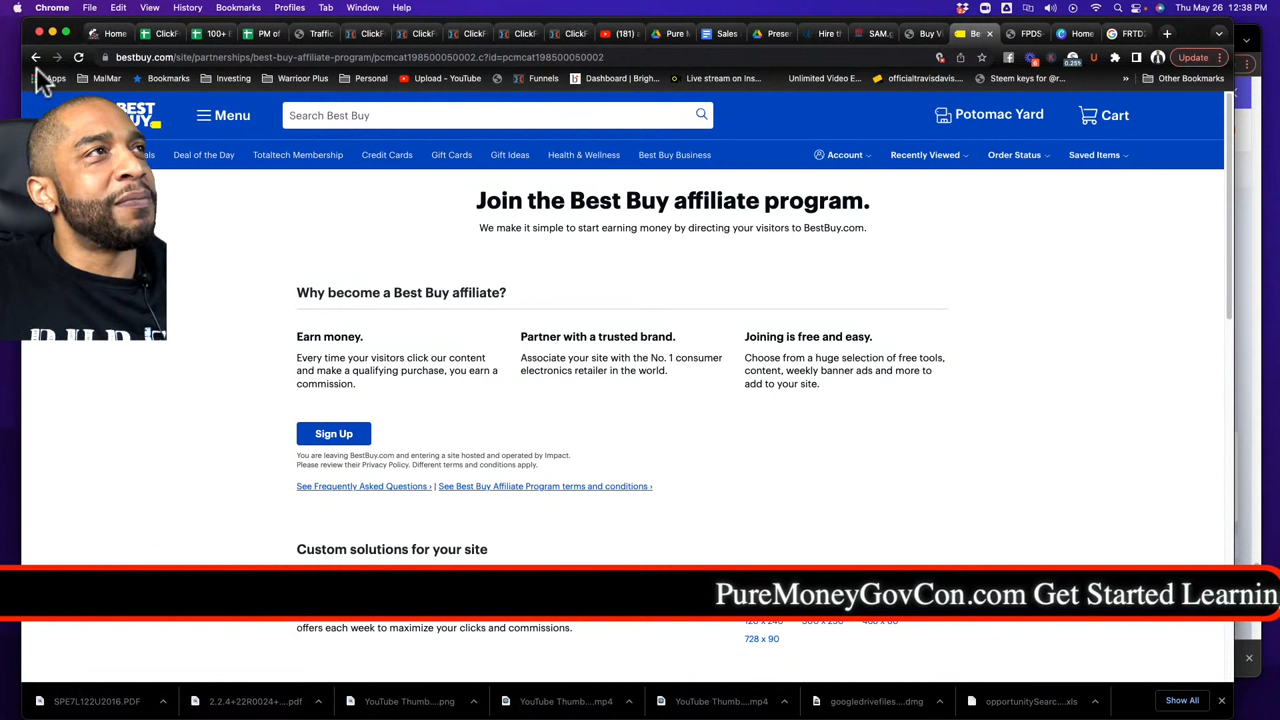 Chrome File Edit View History Bookmarks Profiles Tab Window Help
Thu May 26 12:38 PM
Home ClickF 100+ E PM of Traffic ClickF ClickF ClickF ClickF ClickF (181) Pure M Sales Preser Hire th SAM.g Best Bu Be FPDS- FRTD
bestbuy.com/site/partnerships/best-buy-affiliate-program/pcmcat198500050002.c?id=pcmcat198500050002
Update
Apps MalMar Bookmarks Investing Warrioor Plus Personal Upload - YouTube Funnels Dashboard | Brigh... Live stream on Ins... Unlimited Video E... officialtravisdavis... Steem keys for @r... » Other Bookmarks
BEST BUY
Menu
Search Best Buy
Potomac Yard
Cart
Deal of the Day Totaltech Membership Credit Cards Gift Cards Gift Ideas Health & Wellness Best Buy Business
Account Recently Viewed Order Status Saved Items
Join the Best Buy affiliate program.
We make it simple to start earning money by directing your visitors to BestBuy.com.
Why become a Best Buy affiliate?
Earn money.
Every time your visitors click our content
and make a qualifying purchase, you earn a
commission.
Partner with a trusted brand.
Associate your site with the No. 1 consumer
electronics retailer in the world.
Joining is free and easy.
Choose from a huge selection of free tools,
content, weekly banner ads and more to
add to your site.
Sign Up
You are leaving BestBuy.com and entering a site hosted and operated by Impact.
Please review their Privacy Policy. Different terms and conditions apply.
See Frequently Asked Questions › | See Best Buy Affiliate Program terms and conditions ›
Custom solutions for your site
PureMoneyGovCon.com Get Started Learnin
offers each week to maximize your clicks and commissions.
728 x 90
SPE7L122U2016.PDF
2.2.4+22R0024+...pdf
YouTube Thumb....png
YouTube Thumb....mp4
YouTube Thumb....mp4
googledrivefiles....dmg
opportunitySearc....xls
Show All